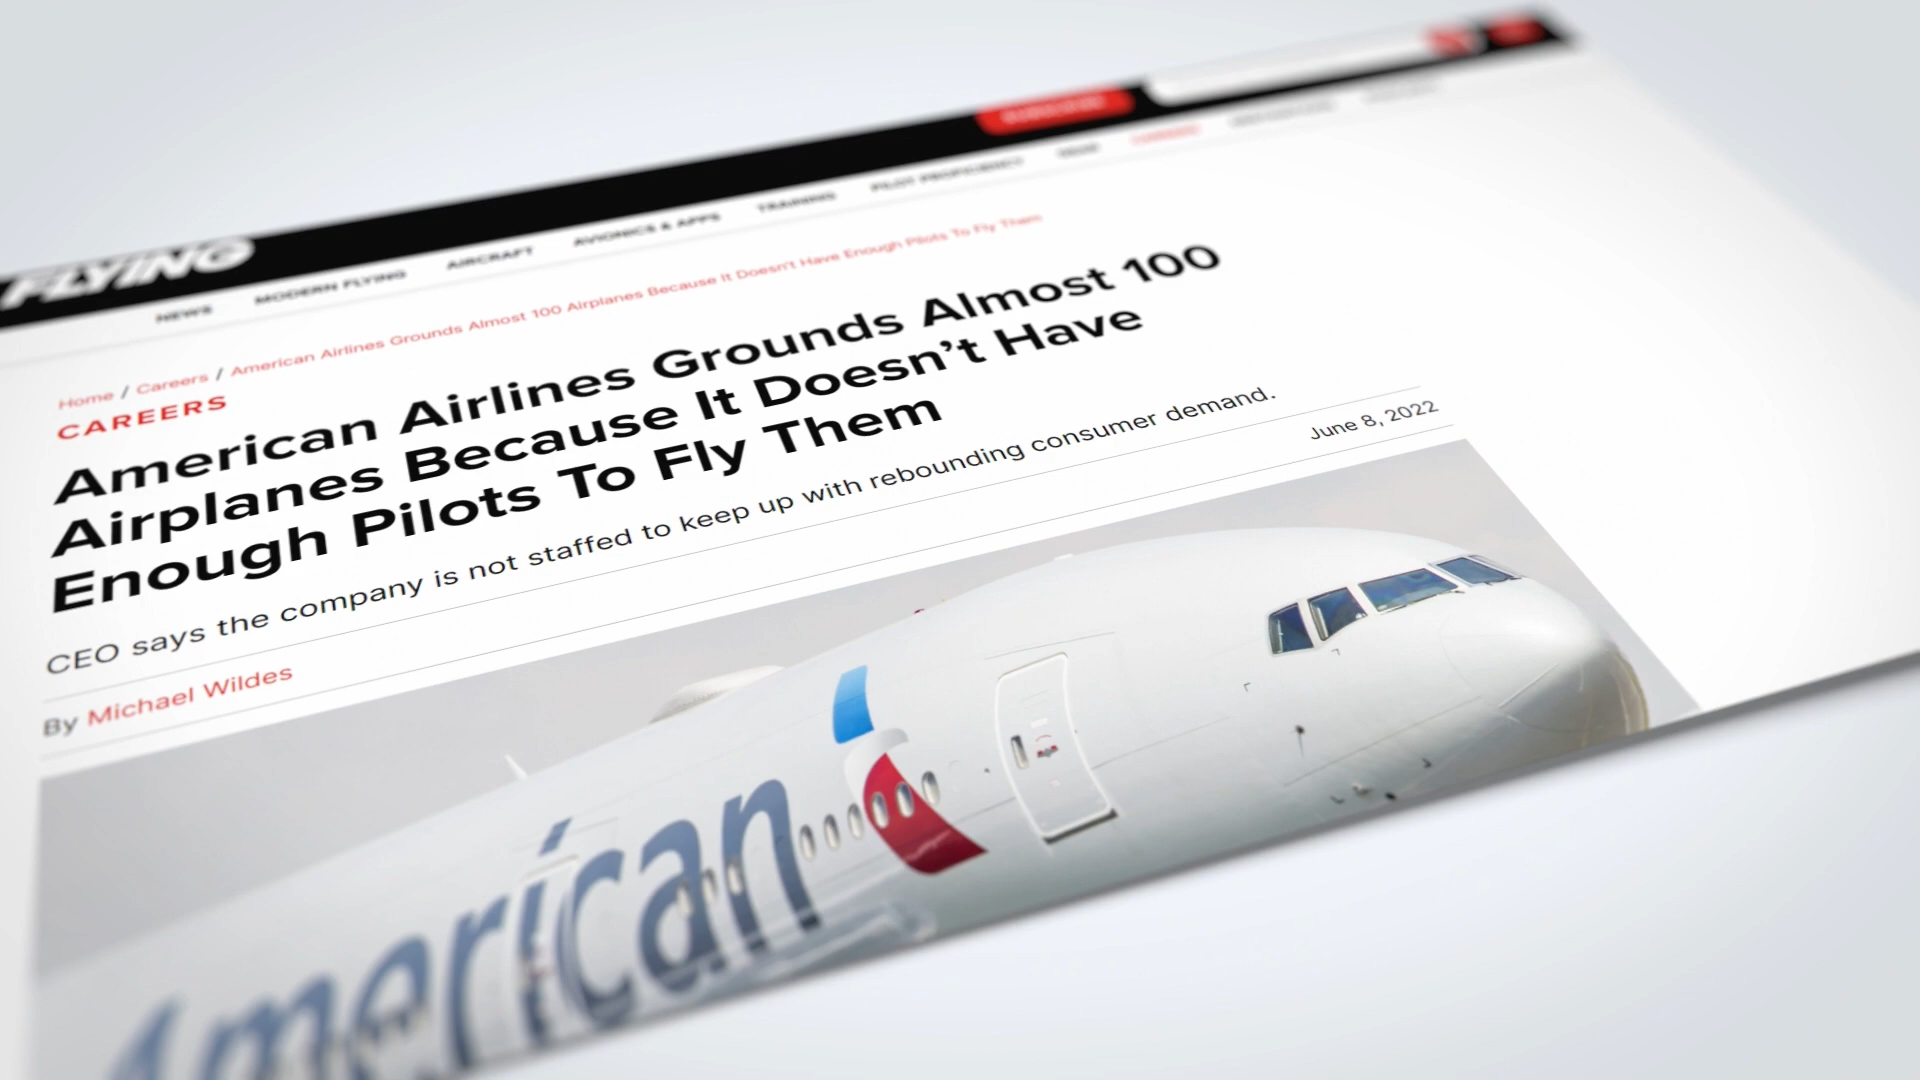 FLYING
NEWS MODERN FLYING AIRCRAFT AVIONICS & APPS TRAINING PILOT PROFICIENCY
Home / Careers / American Airlines Grounds Almost 100 Airplanes Because It Doesn't Have Enough Pilots To Fly Them
CAREERS
American Airlines Grounds Almost 100
Airplanes Because It Doesn’t Have
Enough Pilots To Fly Them
CEO says the company is not staffed to keep up with rebounding consumer demand.
By Michael Wildes
June 8, 2022
American